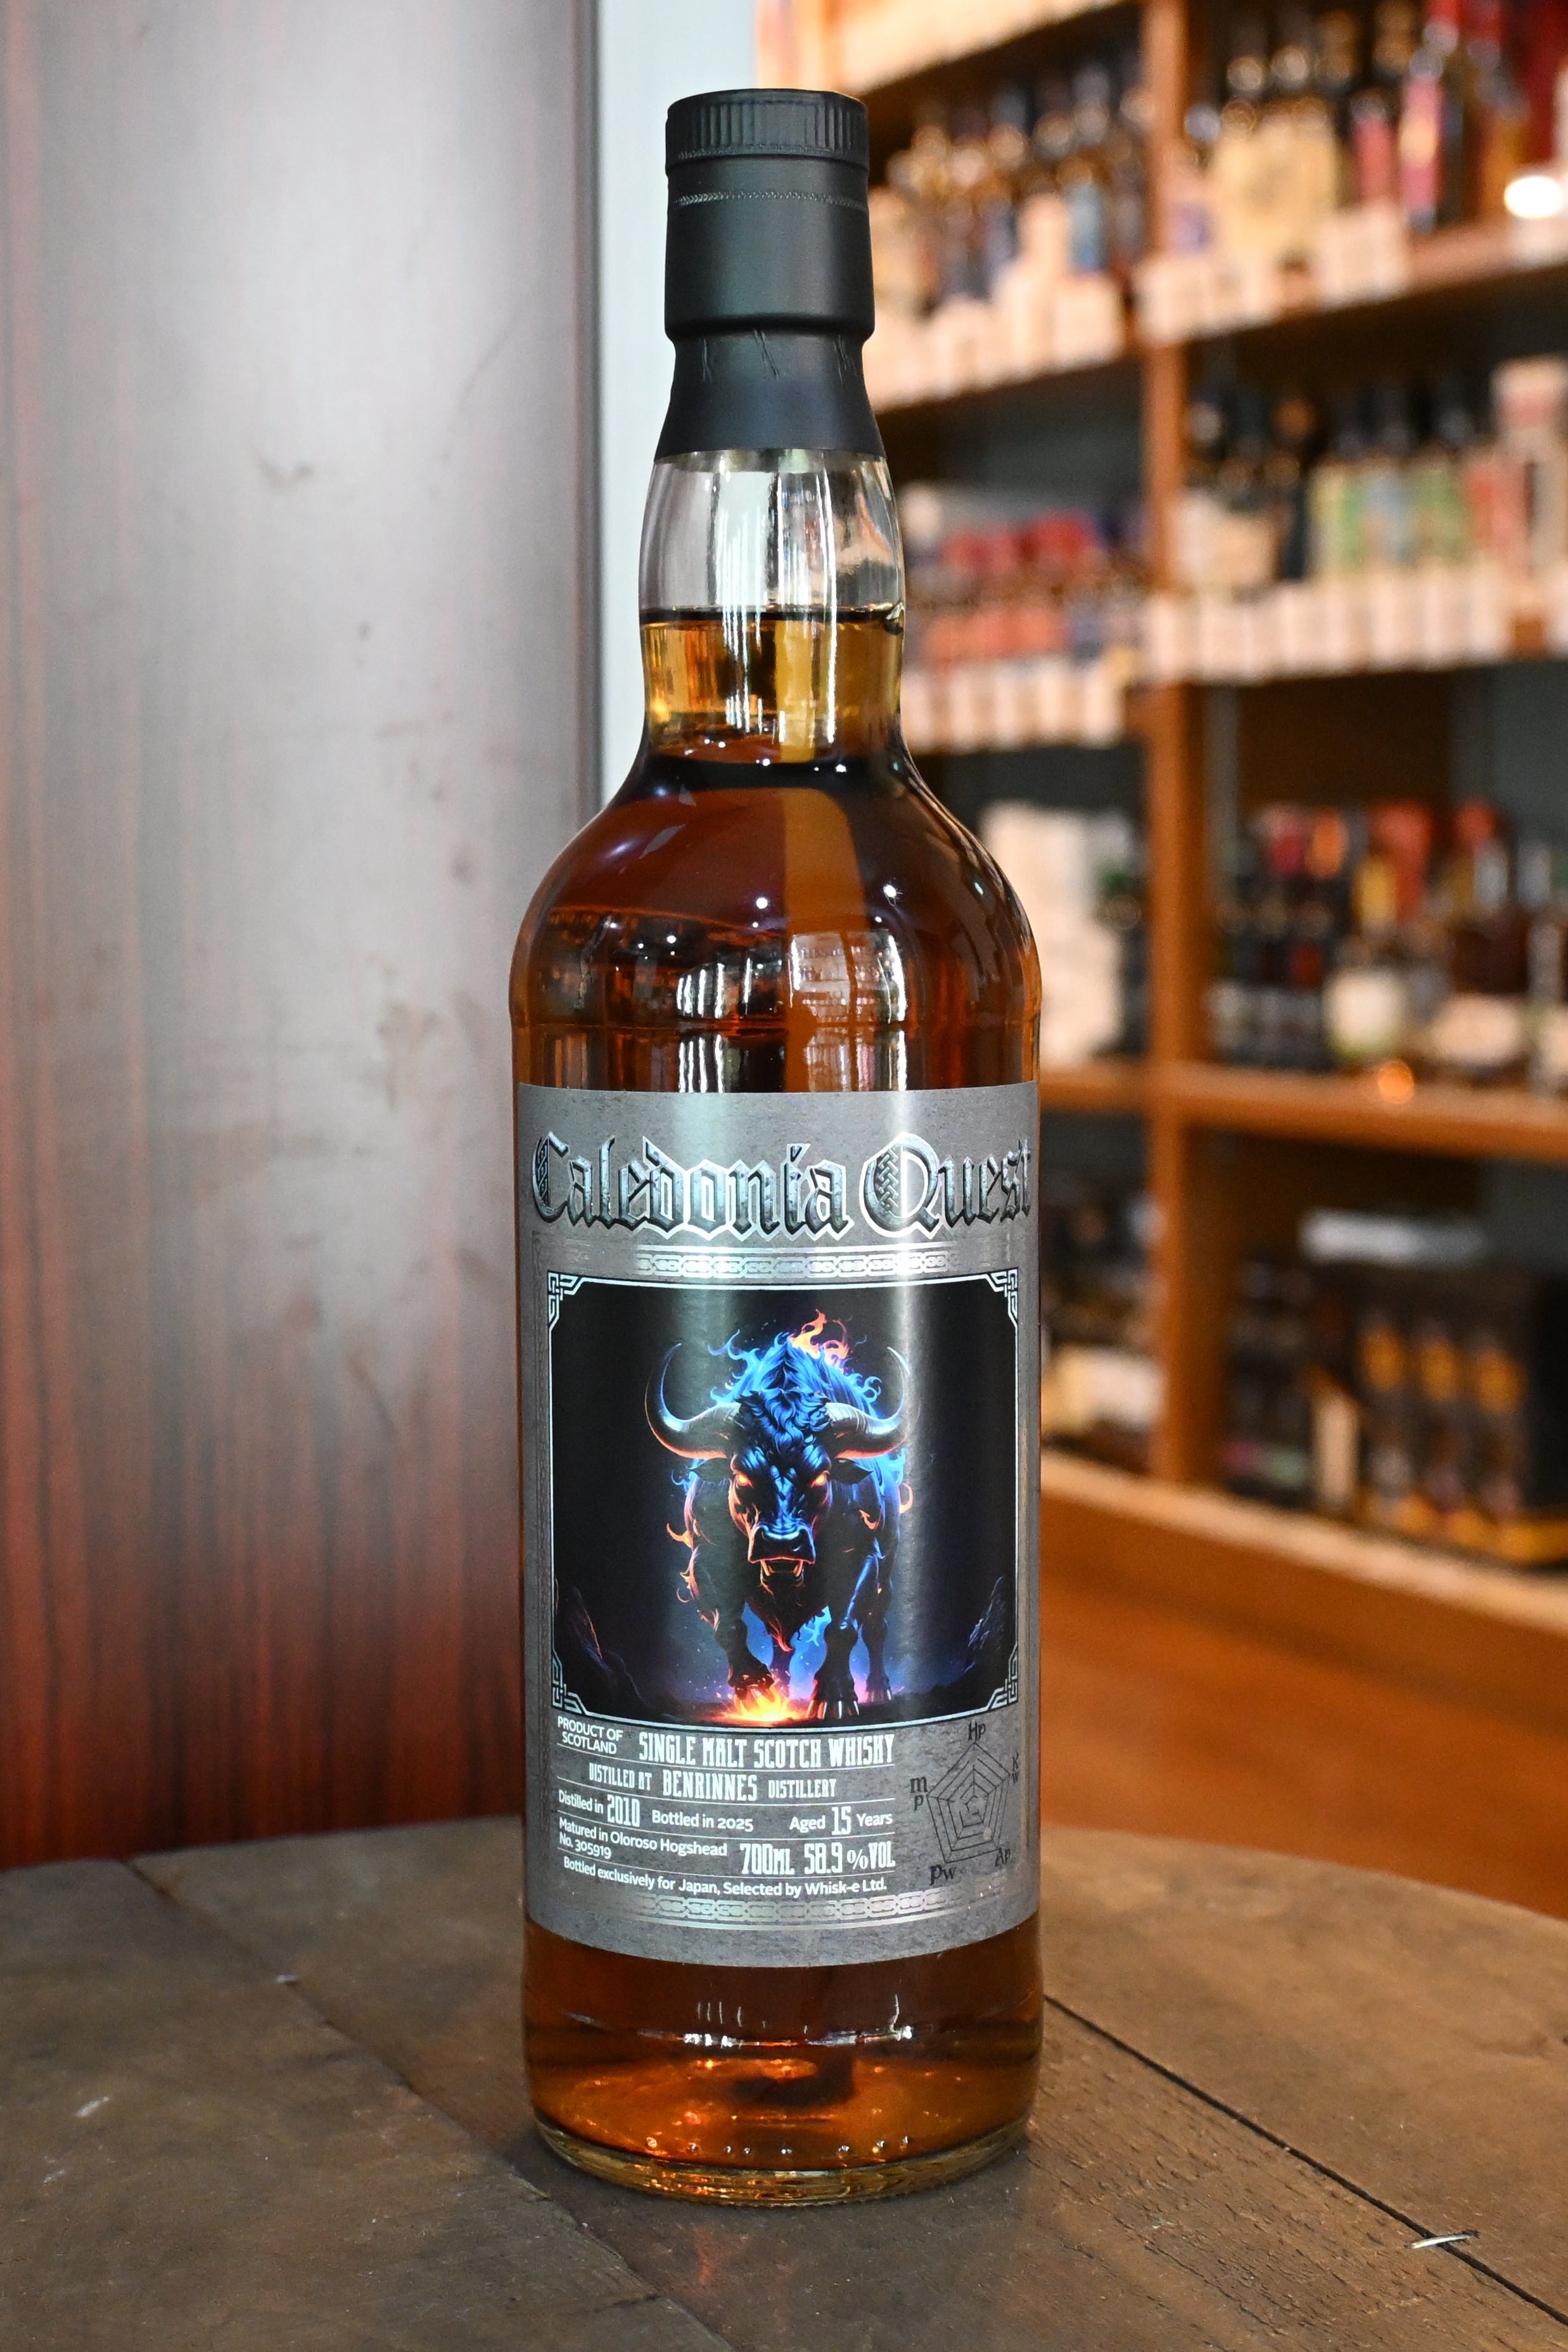 Caledonia Quest
PRODUCT OF
SCOTLAND
SINGLE MALT SCOTCH WHISKY
DISTILLED AT BENRINNES DISTILLERY
Distilled in 2010 Bottled in 2025 Aged 15 Years
Matured in Oloroso Hogshead
No. 305919
700ML 58.9 %VOL
Bottled exclusively for Japan, Selected by Whisk-e Ltd.
Hp
mp
Pw
Ap